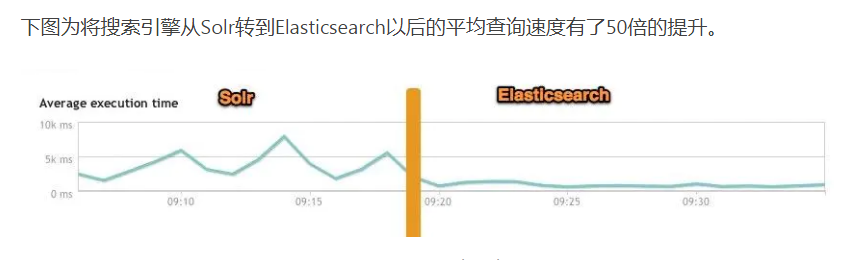 下图为将搜索引擎从Solr转到Elasticsearch以后的平均查询速度有了50倍的提升。
Solr
Elasticsearch
Average execution time
10k ms
5k ms
0 ms
09:10 09:15 09:20 09:25 09:30